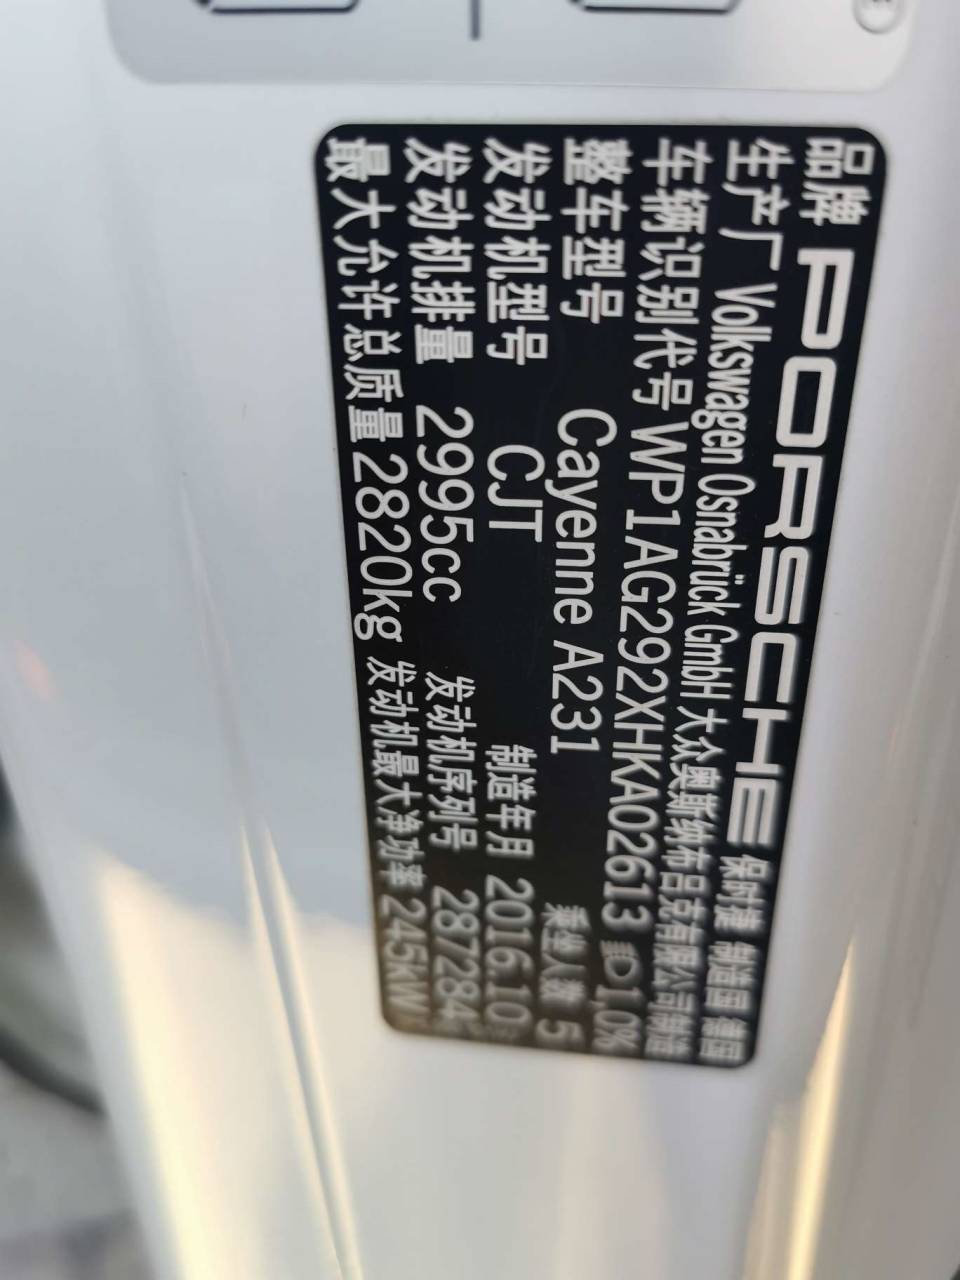 品牌 PORSCHE 保时捷 制造国 德国
生产厂 Volkswagen Osnabrück GmbH 大众奥斯纳布吕克有限公司制造
车辆识别代号 WP1AG292XHKA02613 1,0%
整车型号 Cayenne A231 乘坐人数 5
发动机型号 CJT 制造年月 2016.10
发动机排量 2995cc 发动机序列号 287284
最大允许总质量 2820kg 发动机最大净功率 245kW